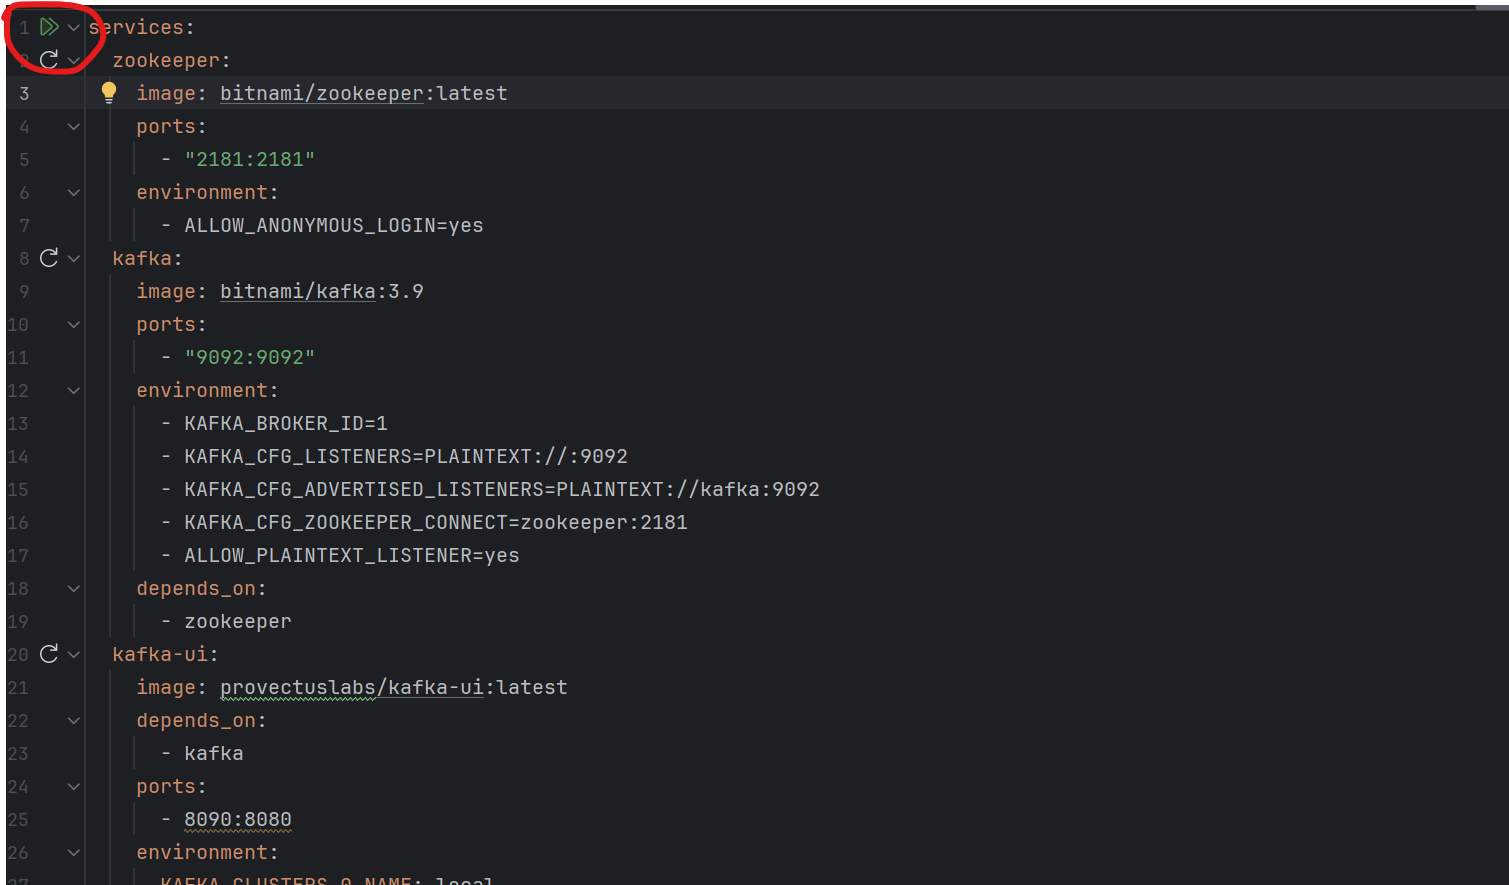 1 services:
2 zookeeper:
3 image: bitnami/zookeeper:latest
4 ports:
5 - "2181:2181"
6 environment:
7 - ALLOW_ANONYMOUS_LOGIN=yes
8 kafka:
9 image: bitnami/kafka:3.9
10 ports:
11 - "9092:9092"
12 environment:
13 - KAFKA_BROKER_ID=1
14 - KAFKA_CFG_LISTENERS=PLAINTEXT://:9092
15 - KAFKA_CFG_ADVERTISED_LISTENERS=PLAINTEXT://kafka:9092
16 - KAFKA_CFG_ZOOKEEPER_CONNECT=zookeeper:2181
17 - ALLOW_PLAINTEXT_LISTENER=yes
18 depends_on:
19 - zookeeper
20 kafka-ui:
21 image: provectuslabs/kafka-ui:latest
22 depends_on:
23 - kafka
24 ports:
25 - 8090:8080
26 environment:
27 KAFKA_CLUSTERS_0_NAME: local